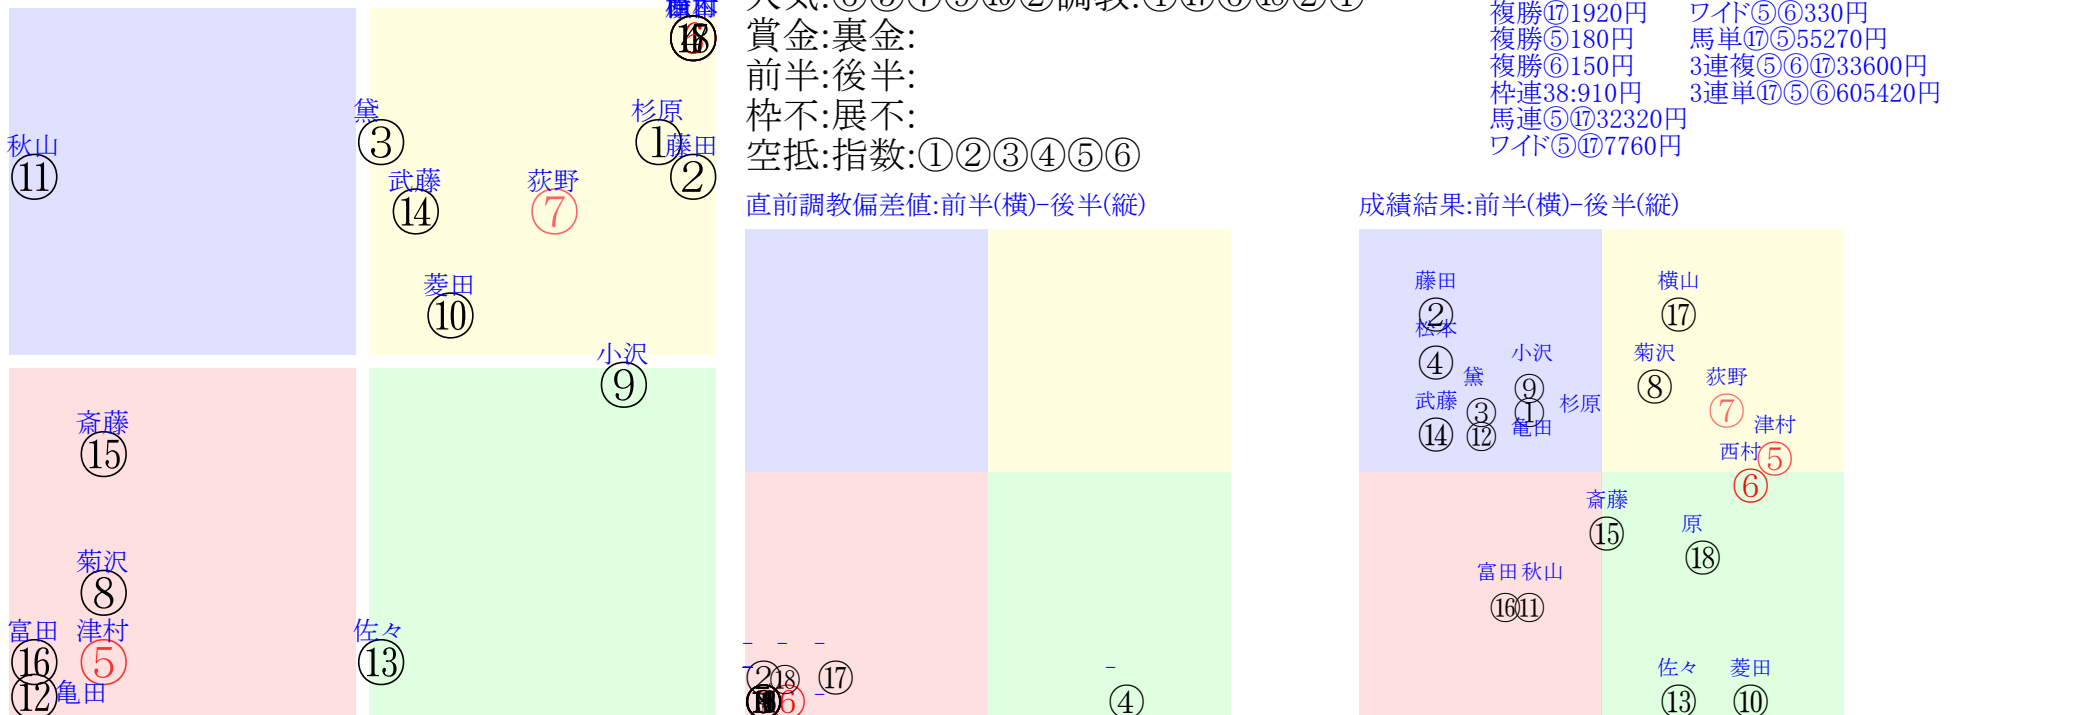 賞金:裏金:
前半:後半:
枠不:展不:
空抵:指数:①②③④⑤⑥
複勝⑰1920円
複勝⑤180円
複勝⑥150円
枠連38:910円
馬連⑤⑰32320円
ワイド⑤⑰7760円
ワイド⑤⑥330円
馬単⑰⑤55270円
3連複⑤⑥⑰33600円
3連単⑰⑤⑥605420円
秋山
⑪
黛
③
杉原
①
藤田
②
武藤
⑭
荻野
⑦
菱田
⑩
小沢
⑨
斎藤
⑮
菊沢
⑧
富田
⑯
津村
⑤
⑫亀田
佐々
⑬
直前調教偏差値:前半(横)-後半(縦)
②
⑱
⑰
⑥
④
成績結果:前半(横)-後半(縦)
藤田
②
松本
④
横山
⑰
小沢
⑨
菊沢
⑧
黛
③
荻野
⑦
武藤
⑭
①杉原
亀田
⑫
津村
⑤
西村
⑥
斎藤
⑮
原
⑱
富田
⑯
秋山
⑪
佐々
⑬
菱田
⑩